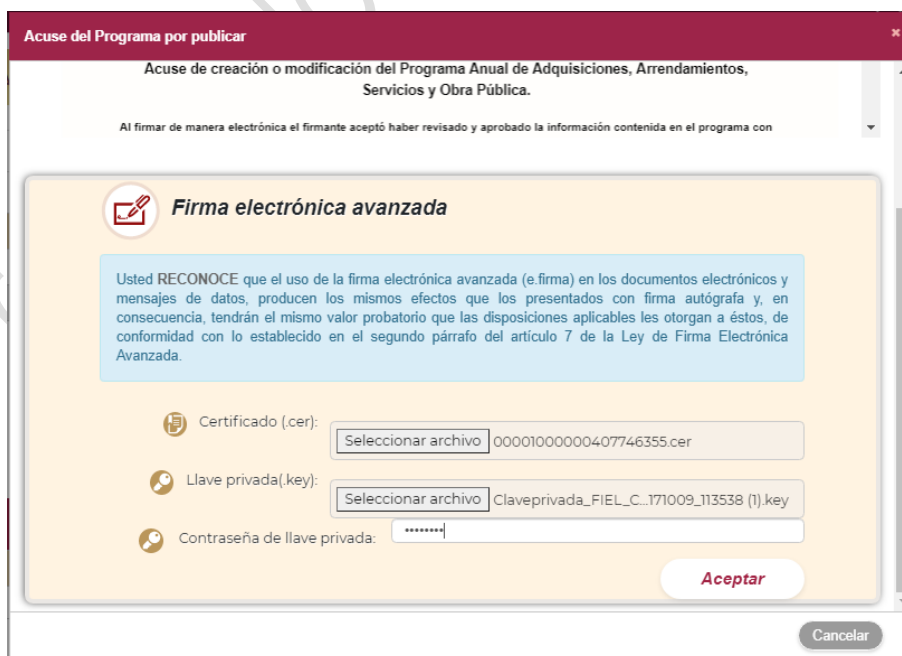 Acuse del Programa por publicar
Acuse de creación o modificación del Programa Anual de Adquisiciones, Arrendamientos,
Servicios y Obra Pública.
Al firmar de manera electrónica el firmante aceptó haber revisado y aprobado la información contenida en el programa con
Firma electrónica avanzada
Usted RECONOCE que el uso de la firma electrónica avanzada (e.firma) en los documentos electrónicos y
mensajes de datos, producen los mismos efectos que los presentados con firma autógrafa y, en
consecuencia, tendrán el mismo valor probatorio que las disposiciones aplicables les otorgan a éstos, de
conformidad con lo establecido en el segundo párrafo del artículo 7 de la Ley de Firma Electrónica
Avanzada.
Certificado (.cer):
Seleccionar archivo 00001000000407746355.cer
Llave privada(.key):
Seleccionar archivo Claveprivada_FIEL_C...171009_113538 (1).key
Contraseña de llave privada: ••••••••
Aceptar
Cancelar